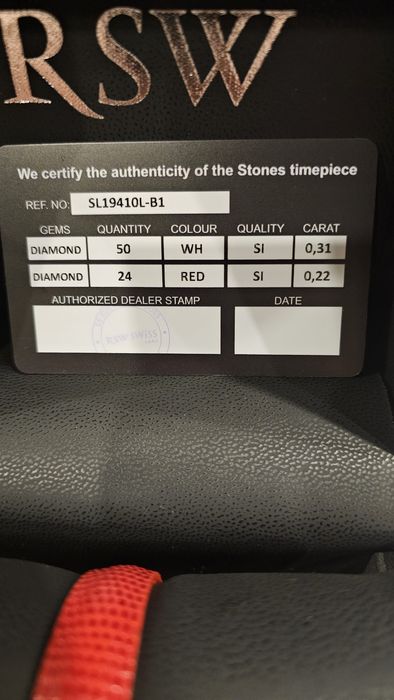 RSW
We certify the authenticity of the Stones timepiece
REF. NO: SL19410L-B1
GEMS QUANTITY COLOUR QUALITY CARAT
DIAMOND 50 WH SI 0,31
DIAMOND 24 RED SI 0,22
AUTHORIZED DEALER STAMP DATE
RSW SWISS